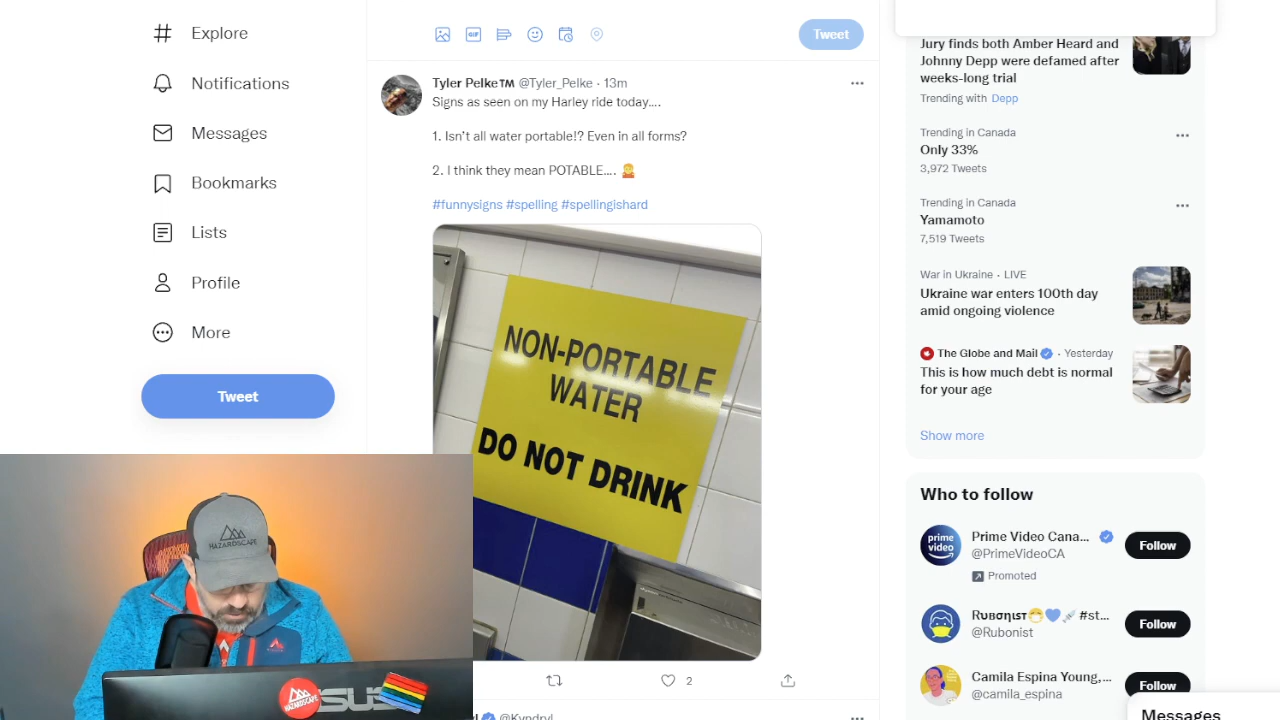 Explore
Notifications
Messages
Bookmarks
Lists
Profile
More
Tweet
Tweet
Tyler Pelke™ @Tyler_Pelke · 13m
Signs as seen on my Harley ride today....
1. Isn't all water portable!? Even in all forms?
2. I think they mean POTABLE....
#funnysigns #spelling #spellingishard
NON-PORTABLE
WATER
DO NOT DRINK
2
@Kyndryl
HAZARDSCAPE
HAZARDSCAPE
Jury finds both Amber Heard and
Johnny Depp were defamed after
weeks-long trial
Trending with Depp
Trending in Canada
Only 33%
3,972 Tweets
Trending in Canada
Yamamoto
7,519 Tweets
War in Ukraine · LIVE
Ukraine war enters 100th day
amid ongoing violence
The Globe and Mail · Yesterday
This is how much debt is normal
for your age
Show more
Who to follow
prime
video
Prime Video Cana...
@PrimeVideoCA
Promoted
Follow
Rυвσηιѕт #st...
@Rubonist
Follow
Camila Espina Young,...
@camila_espina
Follow
Messages